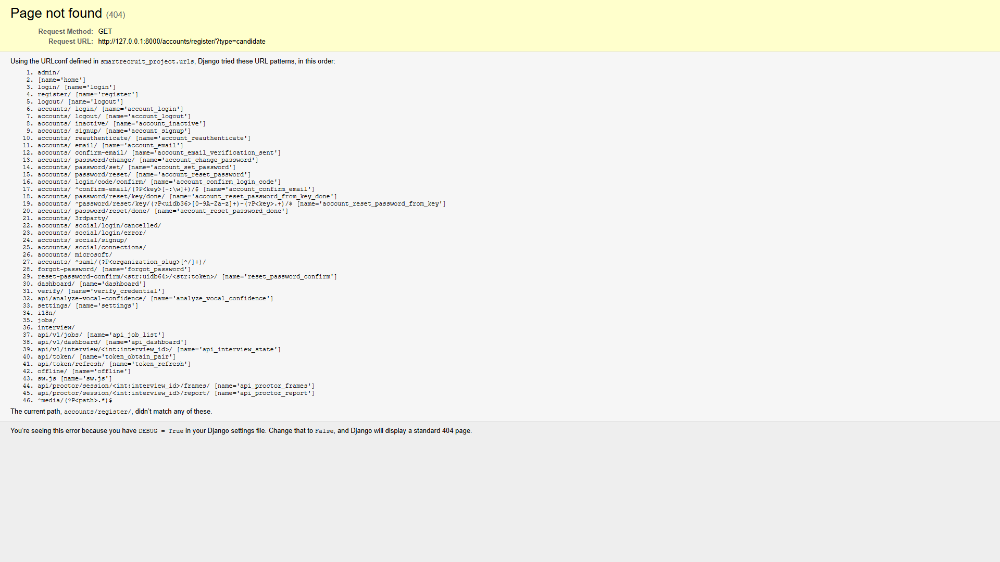 Page not found (404)
Request Method: GET
Request URL: http://127.0.0.1:8000/accounts/register/?type=candidate
Using the URLconf defined in smartrecruit_project.urls, Django tried these URL patterns, in this order:
1. admin/
2. [name='home']
3. login/ [name='login']
4. register/ [name='register']
5. logout/ [name='logout']
6. accounts/ login/ [name='account_login']
7. accounts/ logout/ [name='account_logout']
8. accounts/ inactive/ [name='account_inactive']
9. accounts/ signup/ [name='account_signup']
10. accounts/ reauthenticate/ [name='account_reauthenticate']
11. accounts/ email/ [name='account_email']
12. accounts/ confirm-email/ [name='account_email_verification_sent']
13. accounts/ password/change/ [name='account_change_password']
14. accounts/ password/set/ [name='account_set_password']
15. accounts/ password/reset/ [name='account_reset_password']
16. accounts/ login/code/confirm/ [name='account_confirm_login_code']
17. accounts/ ^confirm-email/(?P<key>[-:\w]+)/$ [name='account_confirm_email']
18. accounts/ password/reset/key/done/ [name='account_reset_password_from_key_done']
19. accounts/ ^password/reset/key/(?P<uidb36>[0-9A-Za-z]+)-(?P<key>.+)/$ [name='account_reset_password_from_key']
20. accounts/ password/reset/done/ [name='account_reset_password_done']
21. accounts/ 3rdparty/
22. accounts/ social/login/cancelled/
23. accounts/ social/login/error/
24. accounts/ social/signup/
25. accounts/ social/connections/
26. accounts/ microsoft/
27. accounts/ ^saml/(?P<organization_slug>[^/]+)/
28. forgot-password/ [name='forgot_password']
29. reset-password-confirm/<str:uidb64>/<str:token>/ [name='reset_password_confirm']
30. dashboard/ [name='dashboard']
31. verify/ [name='verify_credential']
32. api/analyze-vocal-confidence/ [name='analyze_vocal_confidence']
33. settings/ [name='settings']
34. i18n/
35. jobs/
36. interview/
37. api/v1/jobs/ [name='api_job_list']
38. api/v1/dashboard/ [name='api_dashboard']
39. api/v1/interview/<int:interview_id>/ [name='api_interview_state']
40. api/token/ [name='token_obtain_pair']
41. api/token/refresh/ [name='token_refresh']
42. offline/ [name='offline']
43. sw.js [name='sw.js']
44. api/proctor/session/<int:interview_id>/frames/ [name='api_proctor_frames']
45. api/proctor/session/<int:interview_id>/report/ [name='api_proctor_report']
46. ^media/(?P<path>.*)$
The current path, accounts/register/, didn't match any of these.
You're seeing this error because you have DEBUG = True in your Django settings file. Change that to False, and Django will display a standard 404 page.